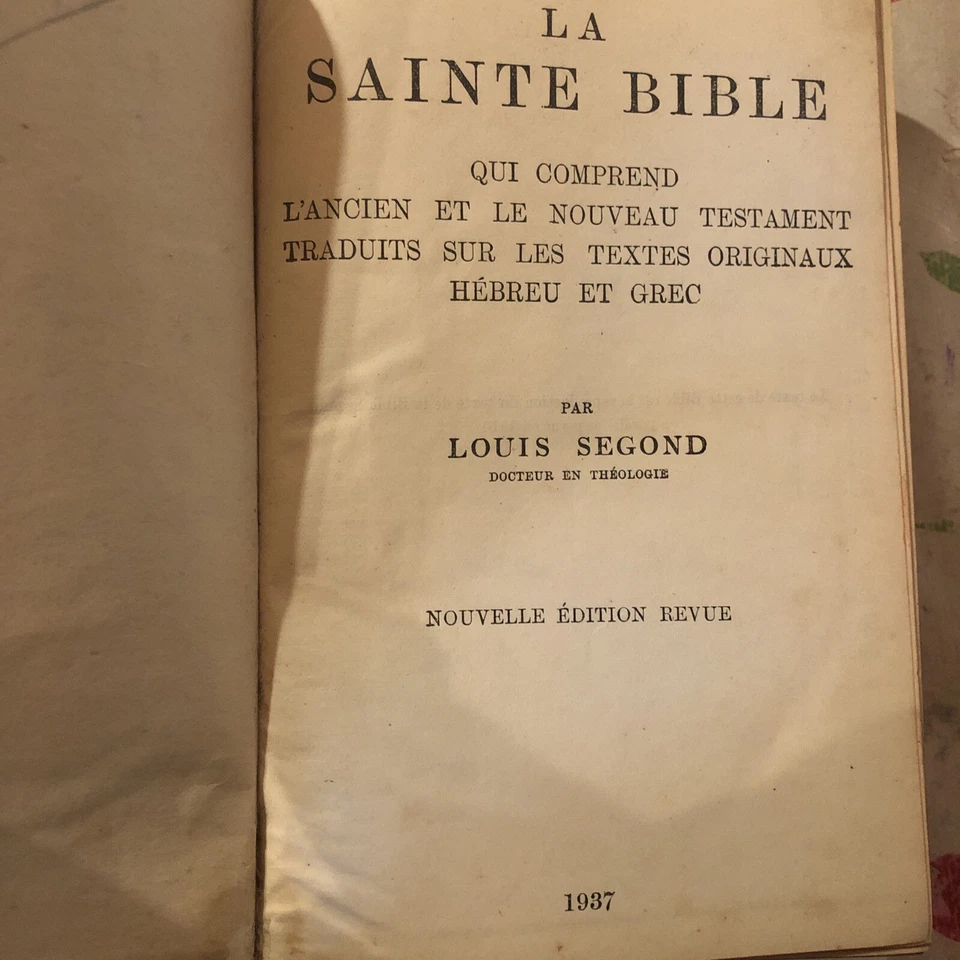 LA
SAINTE BIBLE
QUI COMPREND
L'ANCIEN ET LE NOUVEAU TESTAMENT
TRADUITS SUR LES TEXTES ORIGINAUX
HÉBREU ET GREC
PAR
LOUIS SEGOND
DOCTEUR EN THÉOLOGIE
NOUVELLE ÉDITION REVUE
1937